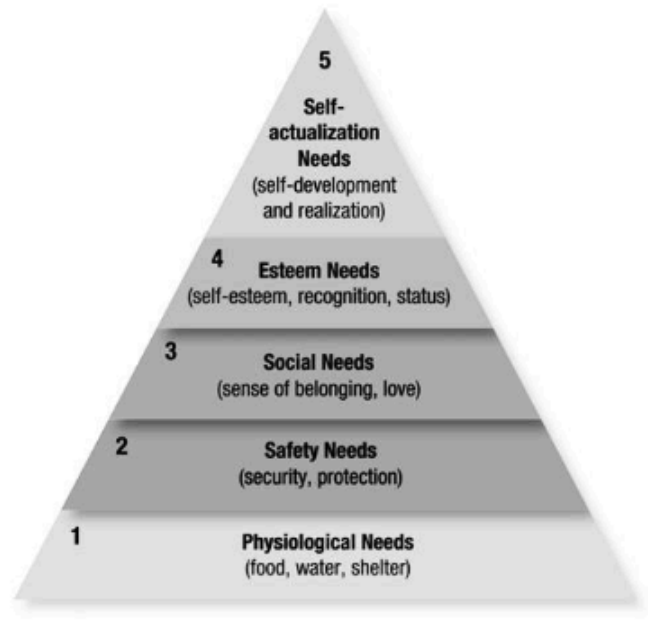 5
Self-
actualization
Needs
(self-development
and realization)
4
Esteem Needs
(self-esteem, recognition, status)
3
Social Needs
(sense of belonging, love)
2
Safety Needs
(security, protection)
1
Physiological Needs
(food, water, shelter)